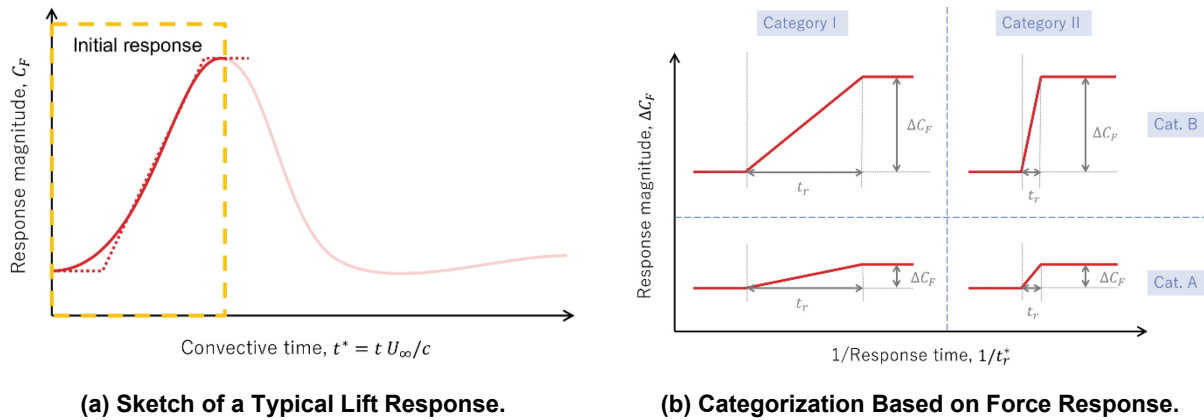 Initial response
Response magnitude, C_F
Convective time, t* = t U_∞/c
(a) Sketch of a Typical Lift Response.
Category I
Category II
Response magnitude, ΔC_F
ΔC_F
t_r
ΔC_F
t_r
Cat. B
ΔC_F
t_r
ΔC_F
t_r
Cat. A
1/Response time, 1/t_r*
(b) Categorization Based on Force Response.